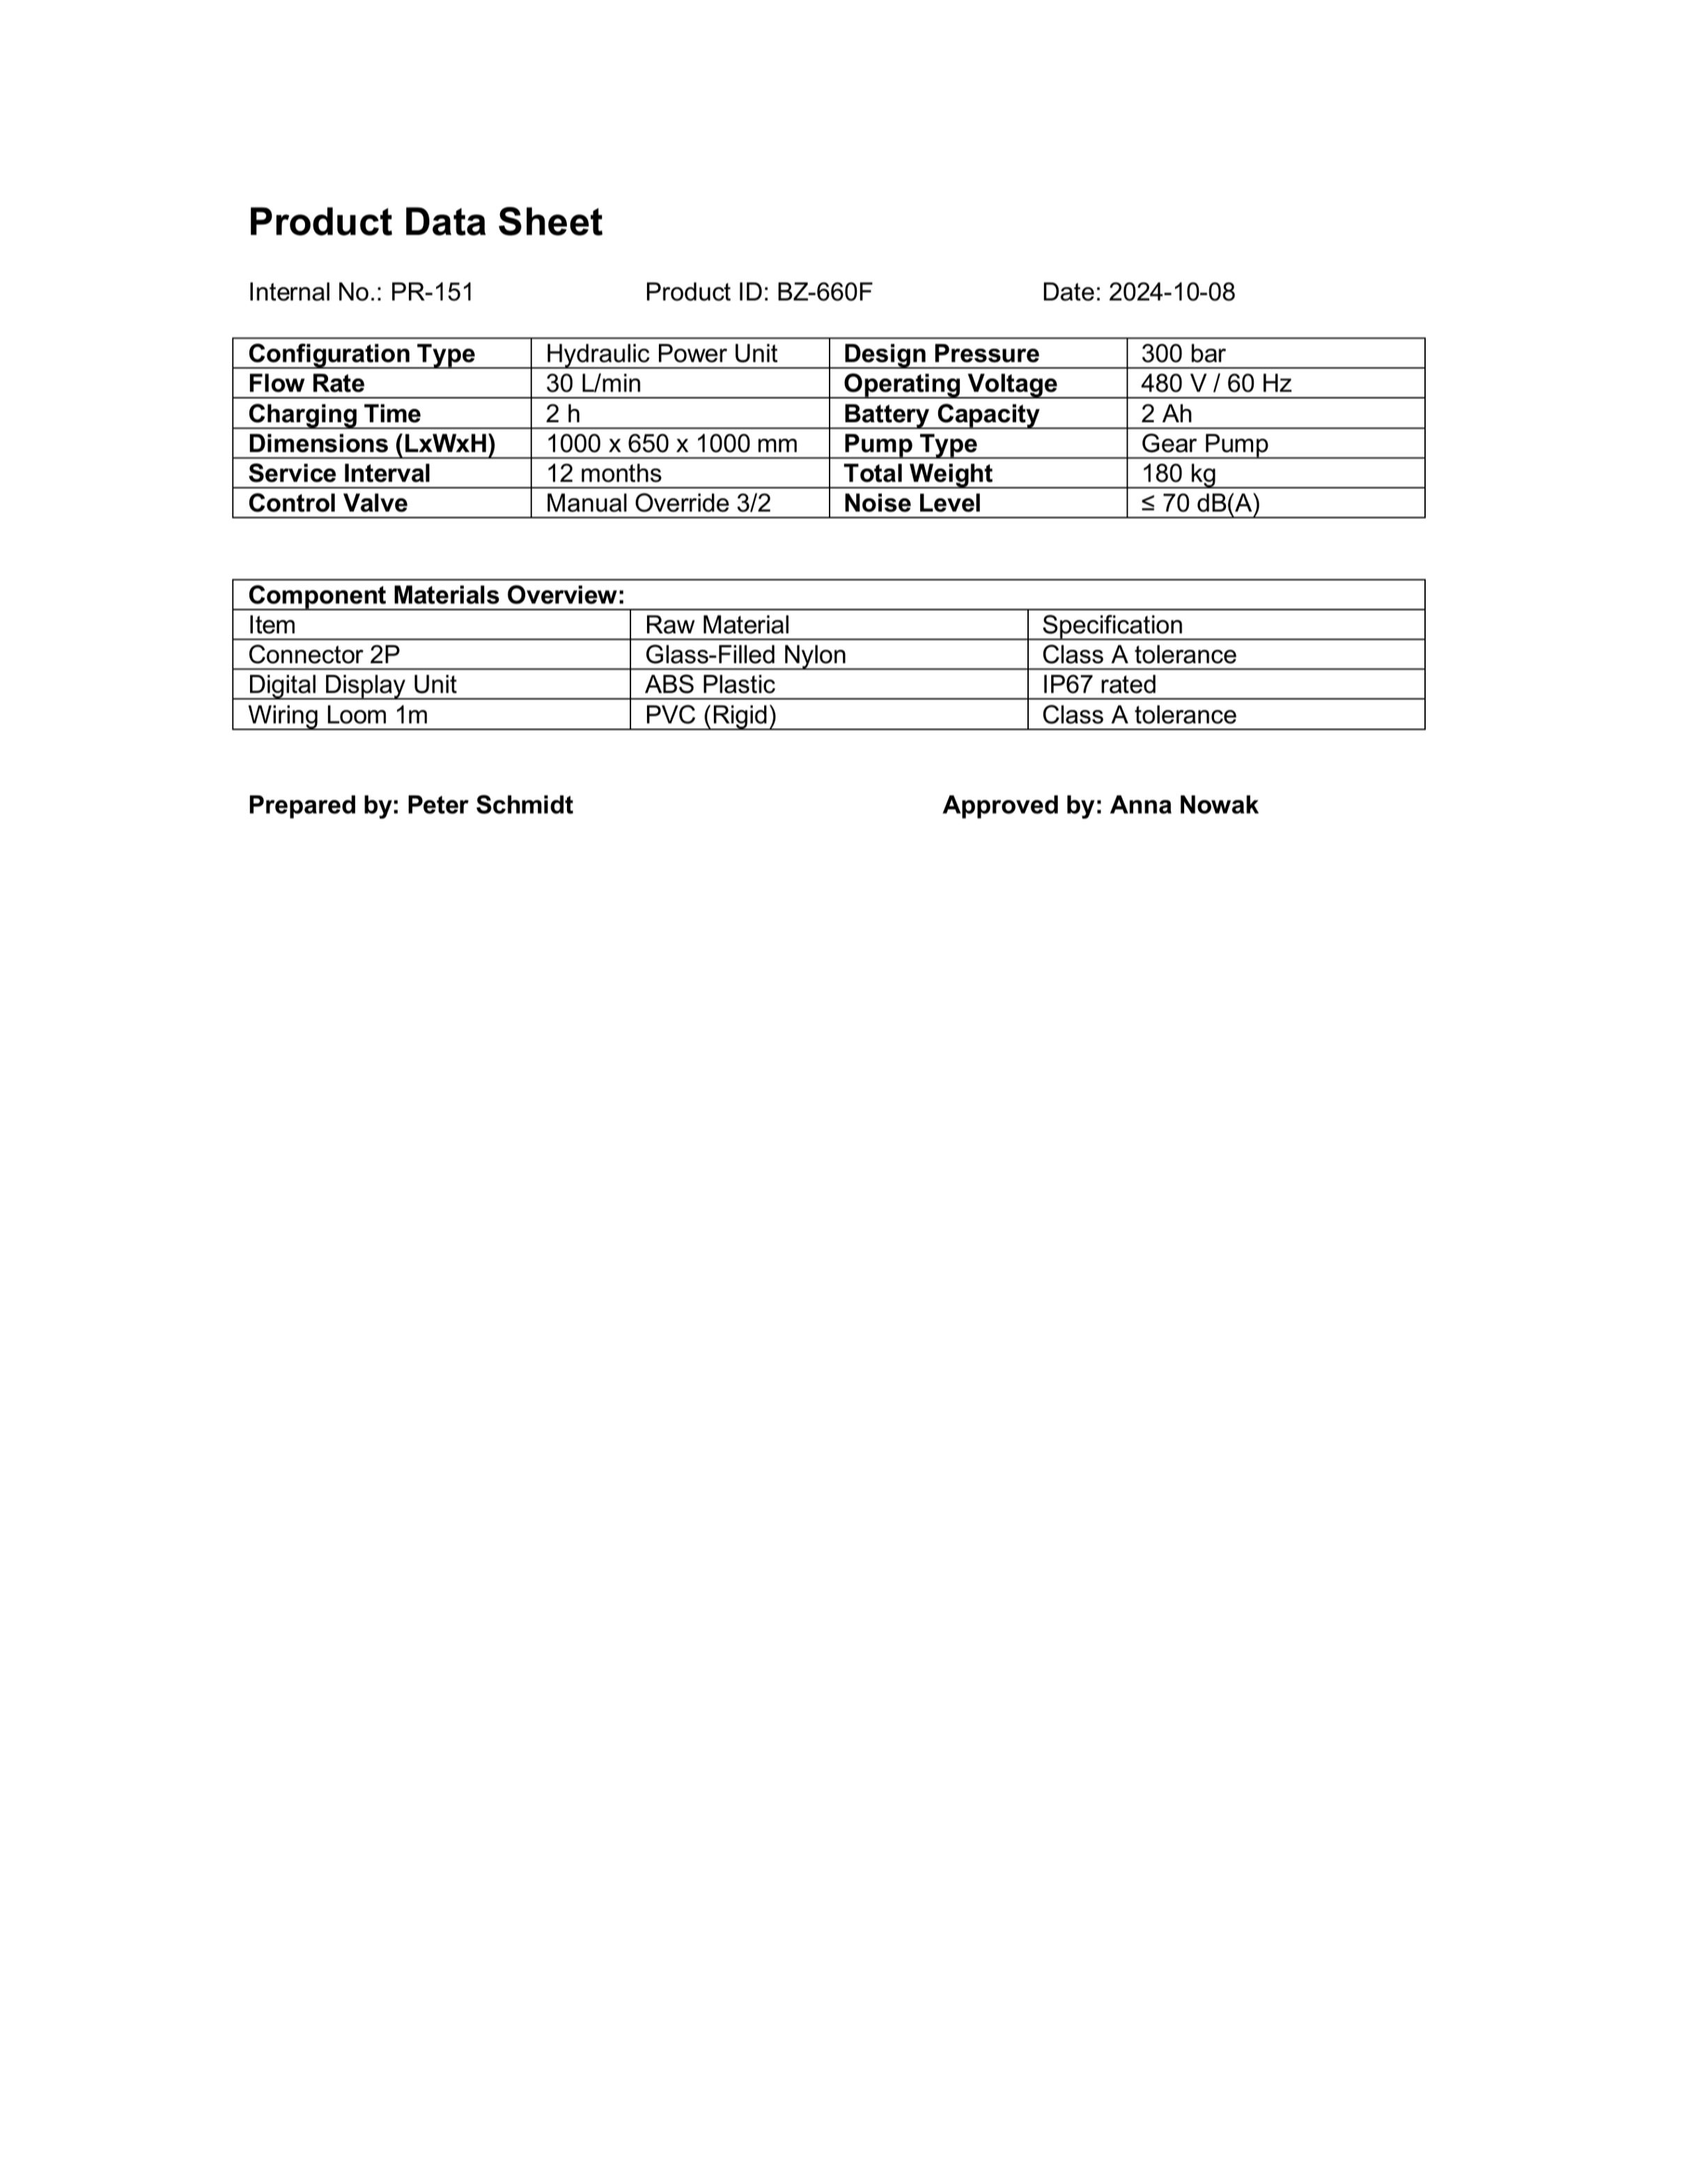 Product Data Sheet
Internal No.: PR-151 Product ID: BZ-660F Date: 2024-10-08
Configuration Type Hydraulic Power Unit Design Pressure 300 bar
Flow Rate 30 L/min Operating Voltage 480 V / 60 Hz
Charging Time 2 h Battery Capacity 2 Ah
Dimensions (LxWxH) 1000 x 650 x 1000 mm Pump Type Gear Pump
Service Interval 12 months Total Weight 180 kg
Control Valve Manual Override 3/2 Noise Level ≤ 70 dB(A)
Component Materials Overview:
Item Raw Material Specification
Connector 2P Glass-Filled Nylon Class A tolerance
Digital Display Unit ABS Plastic IP67 rated
Wiring Loom 1m PVC (Rigid) Class A tolerance
Prepared by: Peter Schmidt Approved by: Anna Nowak